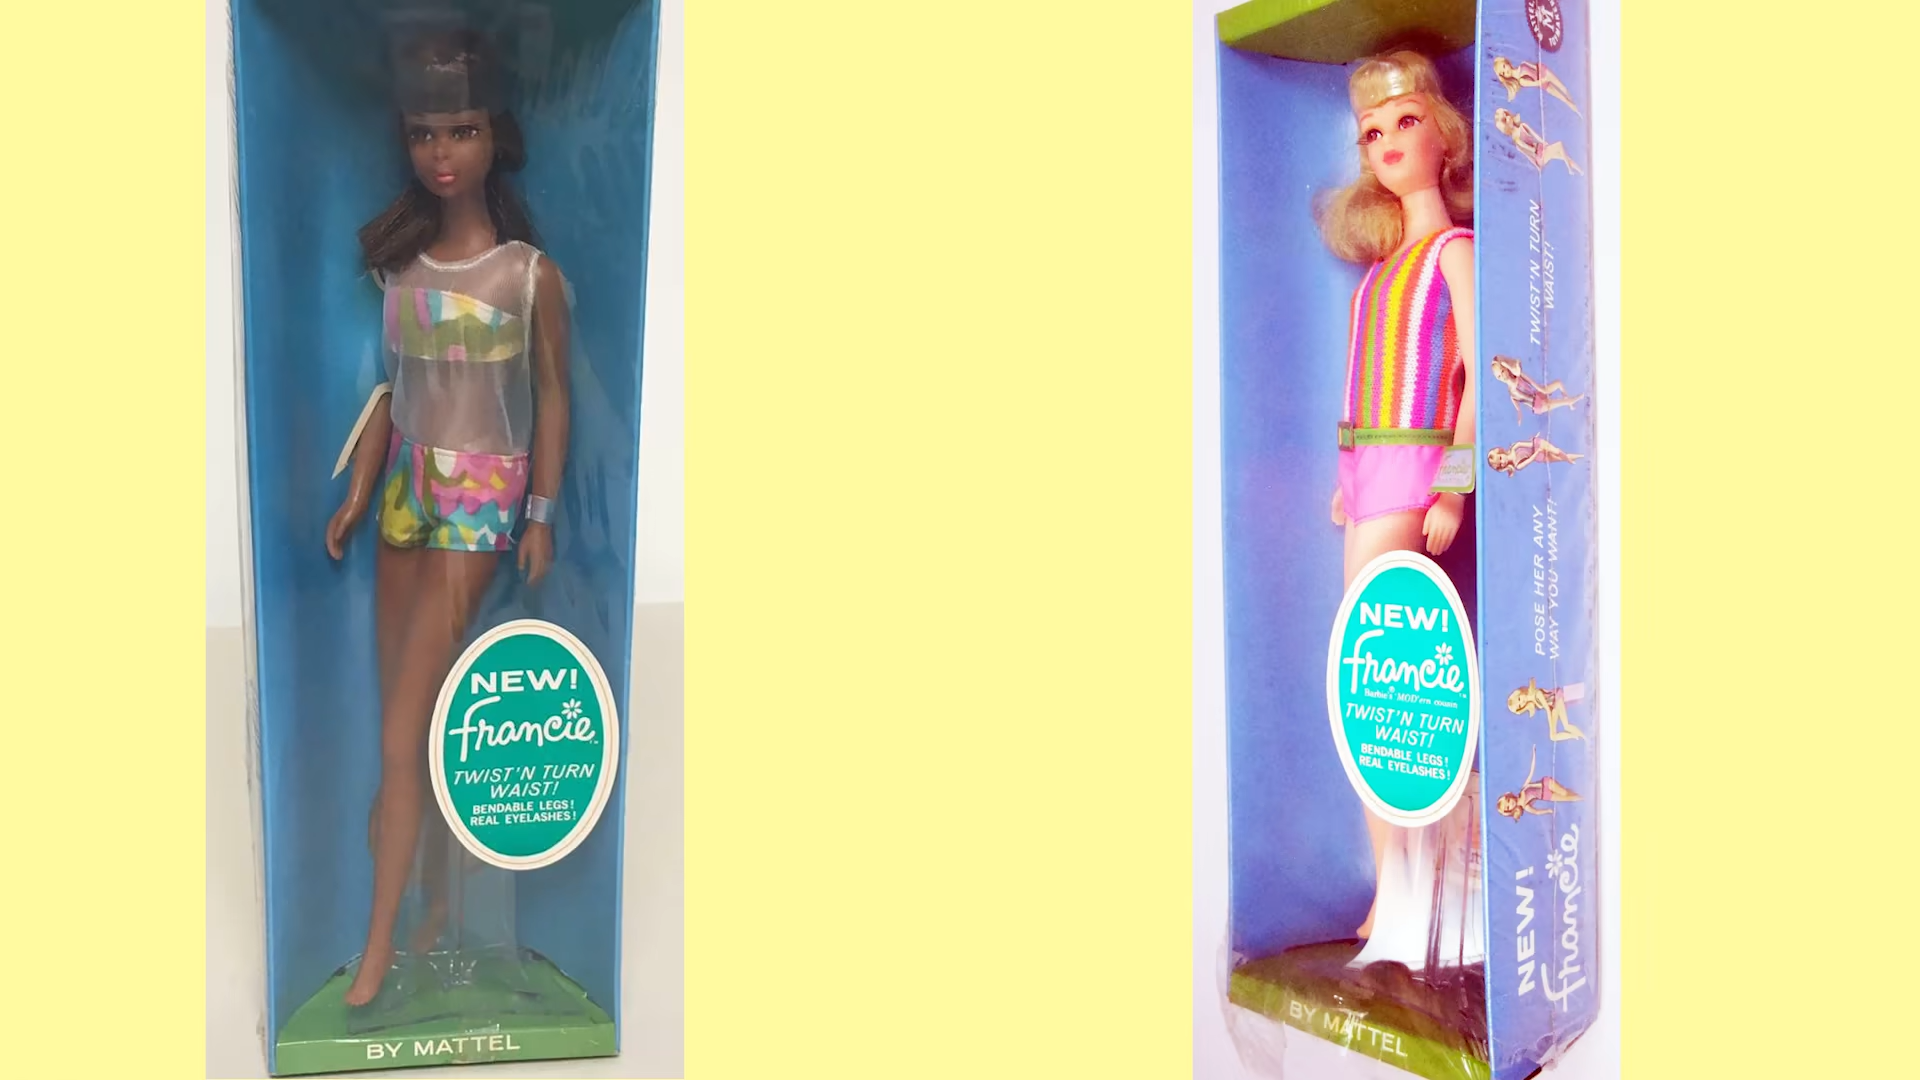 NEW!
francie
TWIST'N TURN
WAIST!
BENDABLE LEGS!
REAL EYELASHES!
BY MATTEL
NEW!
francie
Barbie's 'MOD'ern cousin
TWIST'N TURN
WAIST!
BENDABLE LEGS!
REAL EYELASHES!
BY MATTEL
francie
M
TWIST'N TURN
WAIST!
POSE HER ANY
WAY YOU WANT!
NEW!
francie